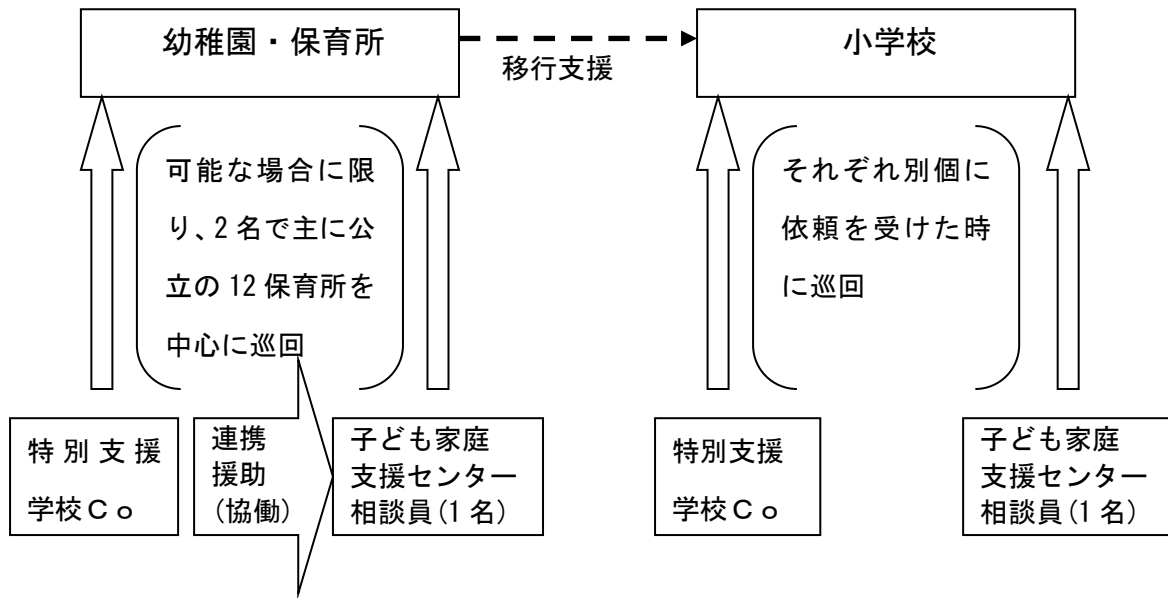 幼稚園・保育所
移行支援
小学校
可能な場合に限
り、2名で主に公
立の12保育所を
中心に巡回
それぞれ別個に
依頼を受けた時
に巡回
特別支援
学校Ｃｏ
連携
援助
(協働)
子ども家庭
支援センター
相談員(1名)
特別支援
学校Ｃｏ
子ども家庭
支援センター
相談員(1名)